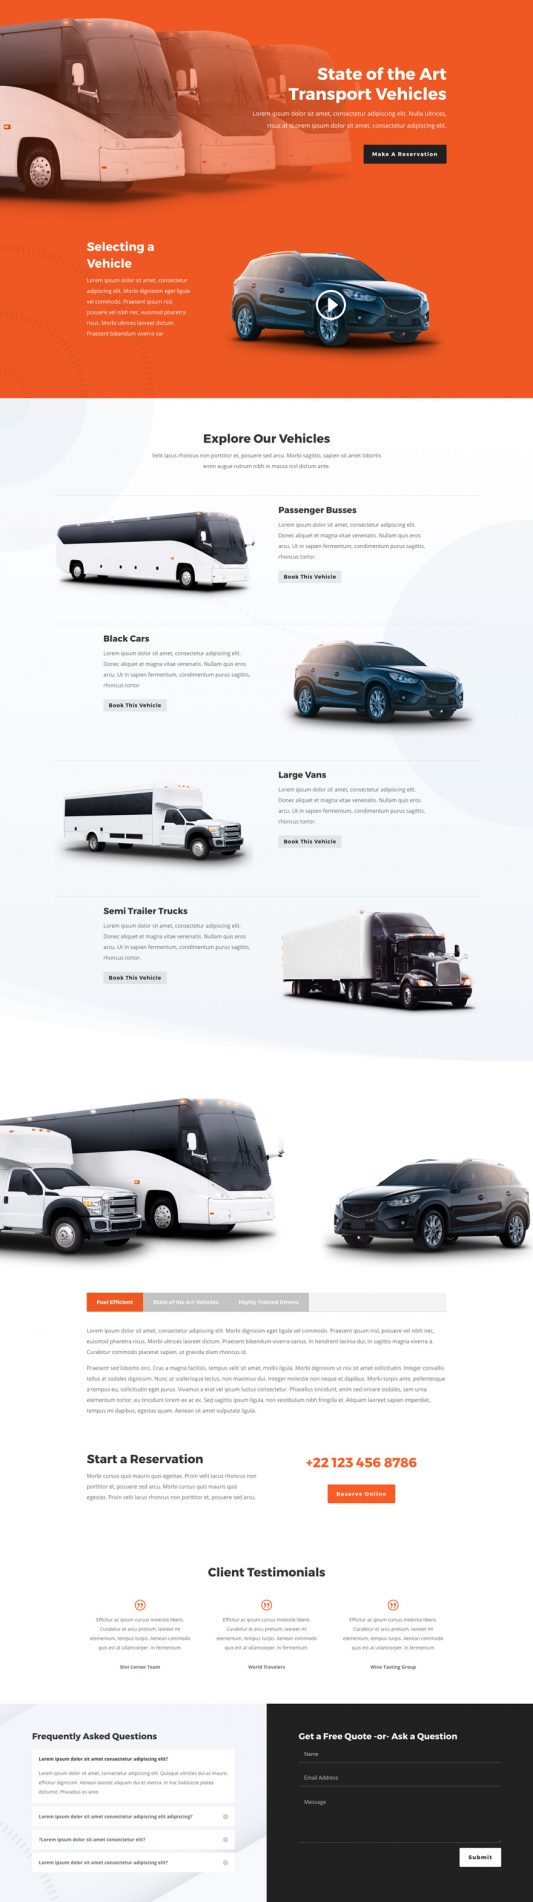 State of the Art
Transport Vehicles
Lorem ipsum dolor sit amet, consectetur adipiscing elit. Nulla ultrices,
risus at sLorem ipsum dolor sit amet, consectetur adipiscing elit.
Make A Reservation
Selecting a
Vehicle
Lorem ipsum dolor sit amet, consectetur
adipiscing elit. Morbi dignissim eget ligula
vel commodo. Praesent ipsum nisl,
posuere vel nibh nec, euismod pharetra
risus. Morbi ultrices laoreet dictum.
Praesent bibendum viverra var
Explore Our Vehicles
Velit lacus rhoncus non porttitor et, posuere sed arcu. Morbi sagittis, sapien sit amet lobortis
enim augue rutrum nibh in massa nisl dictum ante.
Passenger Busses
Lorem ipsum dolor sit amet, consectetur adipiscing elit.
Donec aliquet et magna vitae venenatis. Nullam quis eros
arcu. Ut in sapien fermentum, condimentum purus sagittis,
rhoncus tortor.
Book This Vehicle
Black Cars
Lorem ipsum dolor sit amet, consectetur adipiscing elit.
Donec aliquet et magna vitae venenatis. Nullam quis eros
arcu. Ut in sapien fermentum, condimentum purus sagittis,
rhoncus tortor
Book This Vehicle
Large Vans
Lorem ipsum dolor sit amet, consectetur adipiscing elit.
Donec aliquet et magna vitae venenatis. Nullam quis eros
arcu. Ut in sapien fermentum, condimentum purus sagittis,
rhoncus tortor.
Book This Vehicle
Semi Trailer Trucks
Lorem ipsum dolor sit amet, consectetur adipiscing elit.
Donec aliquet et magna vitae venenatis. Nullam quis eros
arcu. Ut in sapien fermentum, condimentum purus sagittis,
rhoncus tortor.
Book This Vehicle
Fuel Efficient
State of the Art Vehicles
Highly Trained Drivers
Lorem ipsum dolor sit amet, consectetur adipiscing elit. Morbi dignissim eget ligula vel commodo. Praesent ipsum nisl, posuere vel nibh nec,
euismod pharetra risus. Morbi ultrices laoreet dictum. Praesent bibendum viverra varius. In hendrerit lacinia dui, in sagittis magna viverra a.
Curabitur commodo placerat sapien, ut gravida diam rhoncus id.
Praesent sed lobortis orci. Cras a magna facilisis, tempus velit sit amet, mollis ligula. Morbi dignissim ut nisi sit amet sollicitudin. Integer convallis
tellus at sodales dignissim. Nunc ut scelerisque lectus, non maximus dui. Integer molestie non neque et dapibus. Morbi turpis ante, pellentesque
a tempus eu, sollicitudin eget purus. Vivamus a erat vel ipsum luctus consectetur. Phasellus tincidunt, enim sed ornare sodales, sem urna
elementum tortor, eu tincidunt lorem ex ac ex. Sed sagittis ipsum ligula, non vestibulum nibh fringilla et. Aliquam laoreet sapien imperdiet,
tempus mi dapibus, egestas quam. Aenean sit amet vulputate ligula.
Start a Reservation
Morbi cursus quis mauris quis egestas. Proin velit lacus rhoncus non
porttitor et, posuere sed arcu. Morbi cursus quis mauris quis
egestas. Proin velit lacus rhoncus non porttitor et, posuere sed arcu.
+22 123 456 8786
Reserve Online
Client Testimonials
Efficitur ac ipsum cursus molestie libero.
Curabitur et arcu tortor, laoreet mi
elementum, tempus turpis. Aenean commodo
quis est at ullamcorper. In fermentum
Divi Corner Team
Efficitur ac ipsum cursus molestie libero.
Curabitur et arcu tortor, laoreet mi
elementum, tempus turpis. Aenean commodo
quis est at ullamcorper. In fermentum
World Travelers
Efficitur ac ipsum cursus molestie libero.
Curabitur et arcu tortor, laoreet mi
elementum, tempus turpis. Aenean commodo
quis est at ullamcorper. In fermentum
Wine Tasting Group
Frequently Asked Questions
Lorem ipsum dolor sit amet consectetur adipiscing elit?
Lorem ipsum dolor sit amet, consectetur adipiscing elit. Quisque ultricies dui ac mauris
efficitur dignissim. Aenean laoreet aliquam dui et viverra. In hac habitasse platea
dictumst. Phasellus ex ante.
Lorem ipsum dolor sit amet consectetur adipiscing elit adipiscing?
?Lorem ipsum dolor sit amet consectetur elit?
Lorem ipsum dolor sit amet consectetur adipiscing elit?
Get a Free Quote -or- Ask a Question
Name
Email Address
Message
Submit